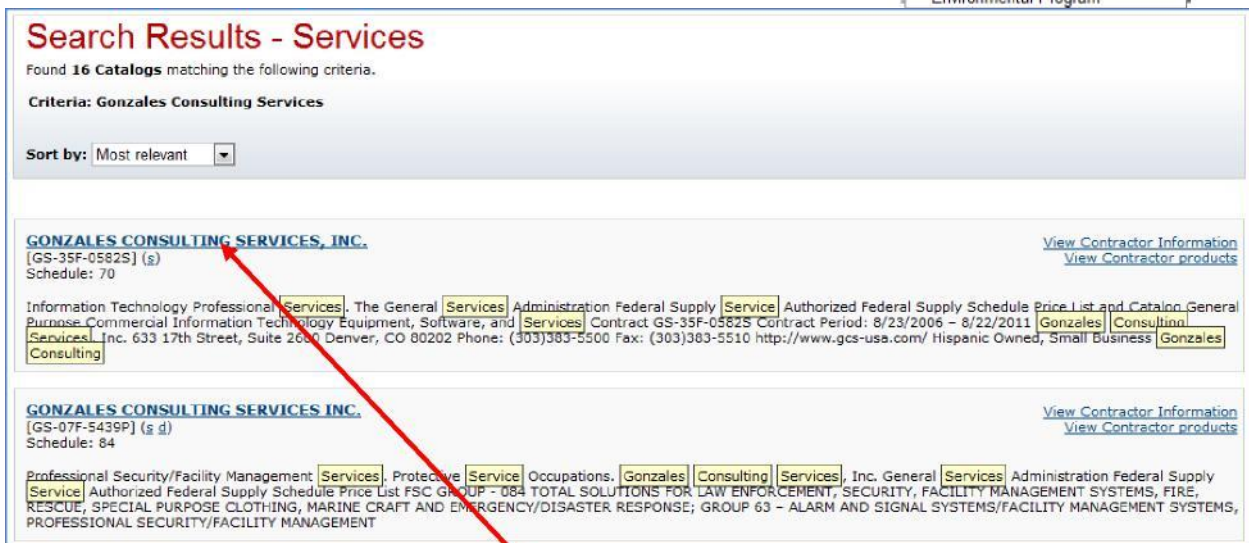 Environmental Program
Search Results - Services
Found 16 Catalogs matching the following criteria.
Criteria: Gonzales Consulting Services
Sort by: Most relevant
GONZALES CONSULTING SERVICES, INC.
View Contractor Information
[GS-35F-0582S] (s)
View Contractor products
Schedule: 70
Information Technology Professional Services. The General Services Administration Federal Supply Service Authorized Federal Supply Schedule Price List and Catalog General
Purpose Commercial Information Technology Equipment, Software, and Services Contract GS-35F-0582S Contract Period: 8/23/2006 – 8/22/2011 Gonzales Consulting
Services, Inc. 633 17th Street, Suite 2600 Denver, CO 80202 Phone: (303)383-5500 Fax: (303)383-5510 http://www.gcs-usa.com/ Hispanic Owned, Small Business Gonzales
Consulting
GONZALES CONSULTING SERVICES INC.
View Contractor Information
[GS-07F-5439P] (s d)
View Contractor products
Schedule: 84
Professional Security/Facility Management Services. Protective Service Occupations. Gonzales Consulting Services, Inc. General Services Administration Federal Supply
Service Authorized Federal Supply Schedule Price List FSC GROUP - 084 TOTAL SOLUTIONS FOR LAW ENFORCEMENT, SECURITY, FACILITY MANAGEMENT SYSTEMS, FIRE,
RESCUE, SPECIAL PURPOSE CLOTHING, MARINE CRAFT AND EMERGENCY/DISASTER RESPONSE; GROUP 63 – ALARM AND SIGNAL SYSTEMS/FACILITY MANAGEMENT SYSTEMS,
PROFESSIONAL SECURITY/FACILITY MANAGEMENT